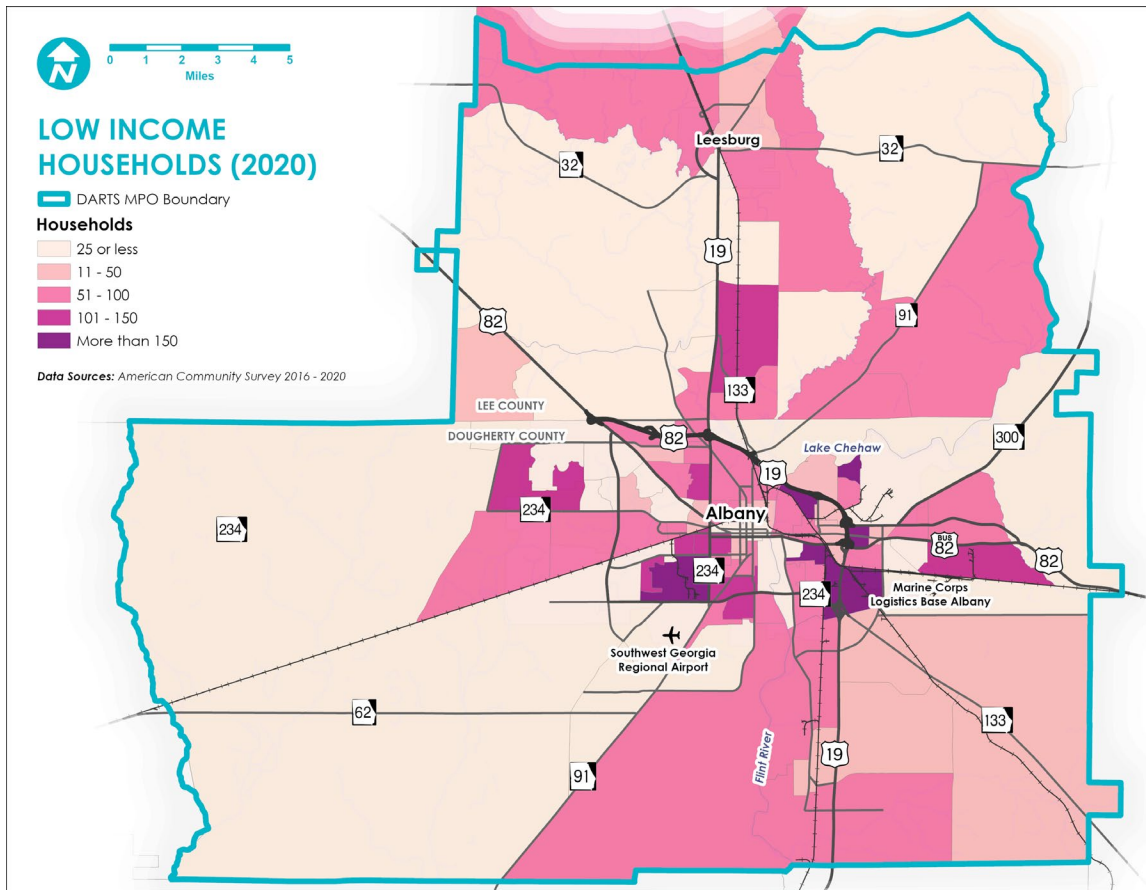 N
0 1 2 3 4 5
Miles
LOW INCOME
HOUSEHOLDS (2020)
DARTS MPO Boundary
Households
25 or less
11 - 50
51 - 100
101 - 150
More than 150
Data Sources: American Community Survey 2016 - 2020
Leesburg
32
32
19
82
91
133
LEE COUNTY
DOUGHERTY COUNTY
82
300
Lake Chehaw
19
Albany
234
234
BUS
82
82
234
234
Marine Corps
Logistics Base Albany
Southwest Georgia
Regional Airport
62
133
Flint River
19
91